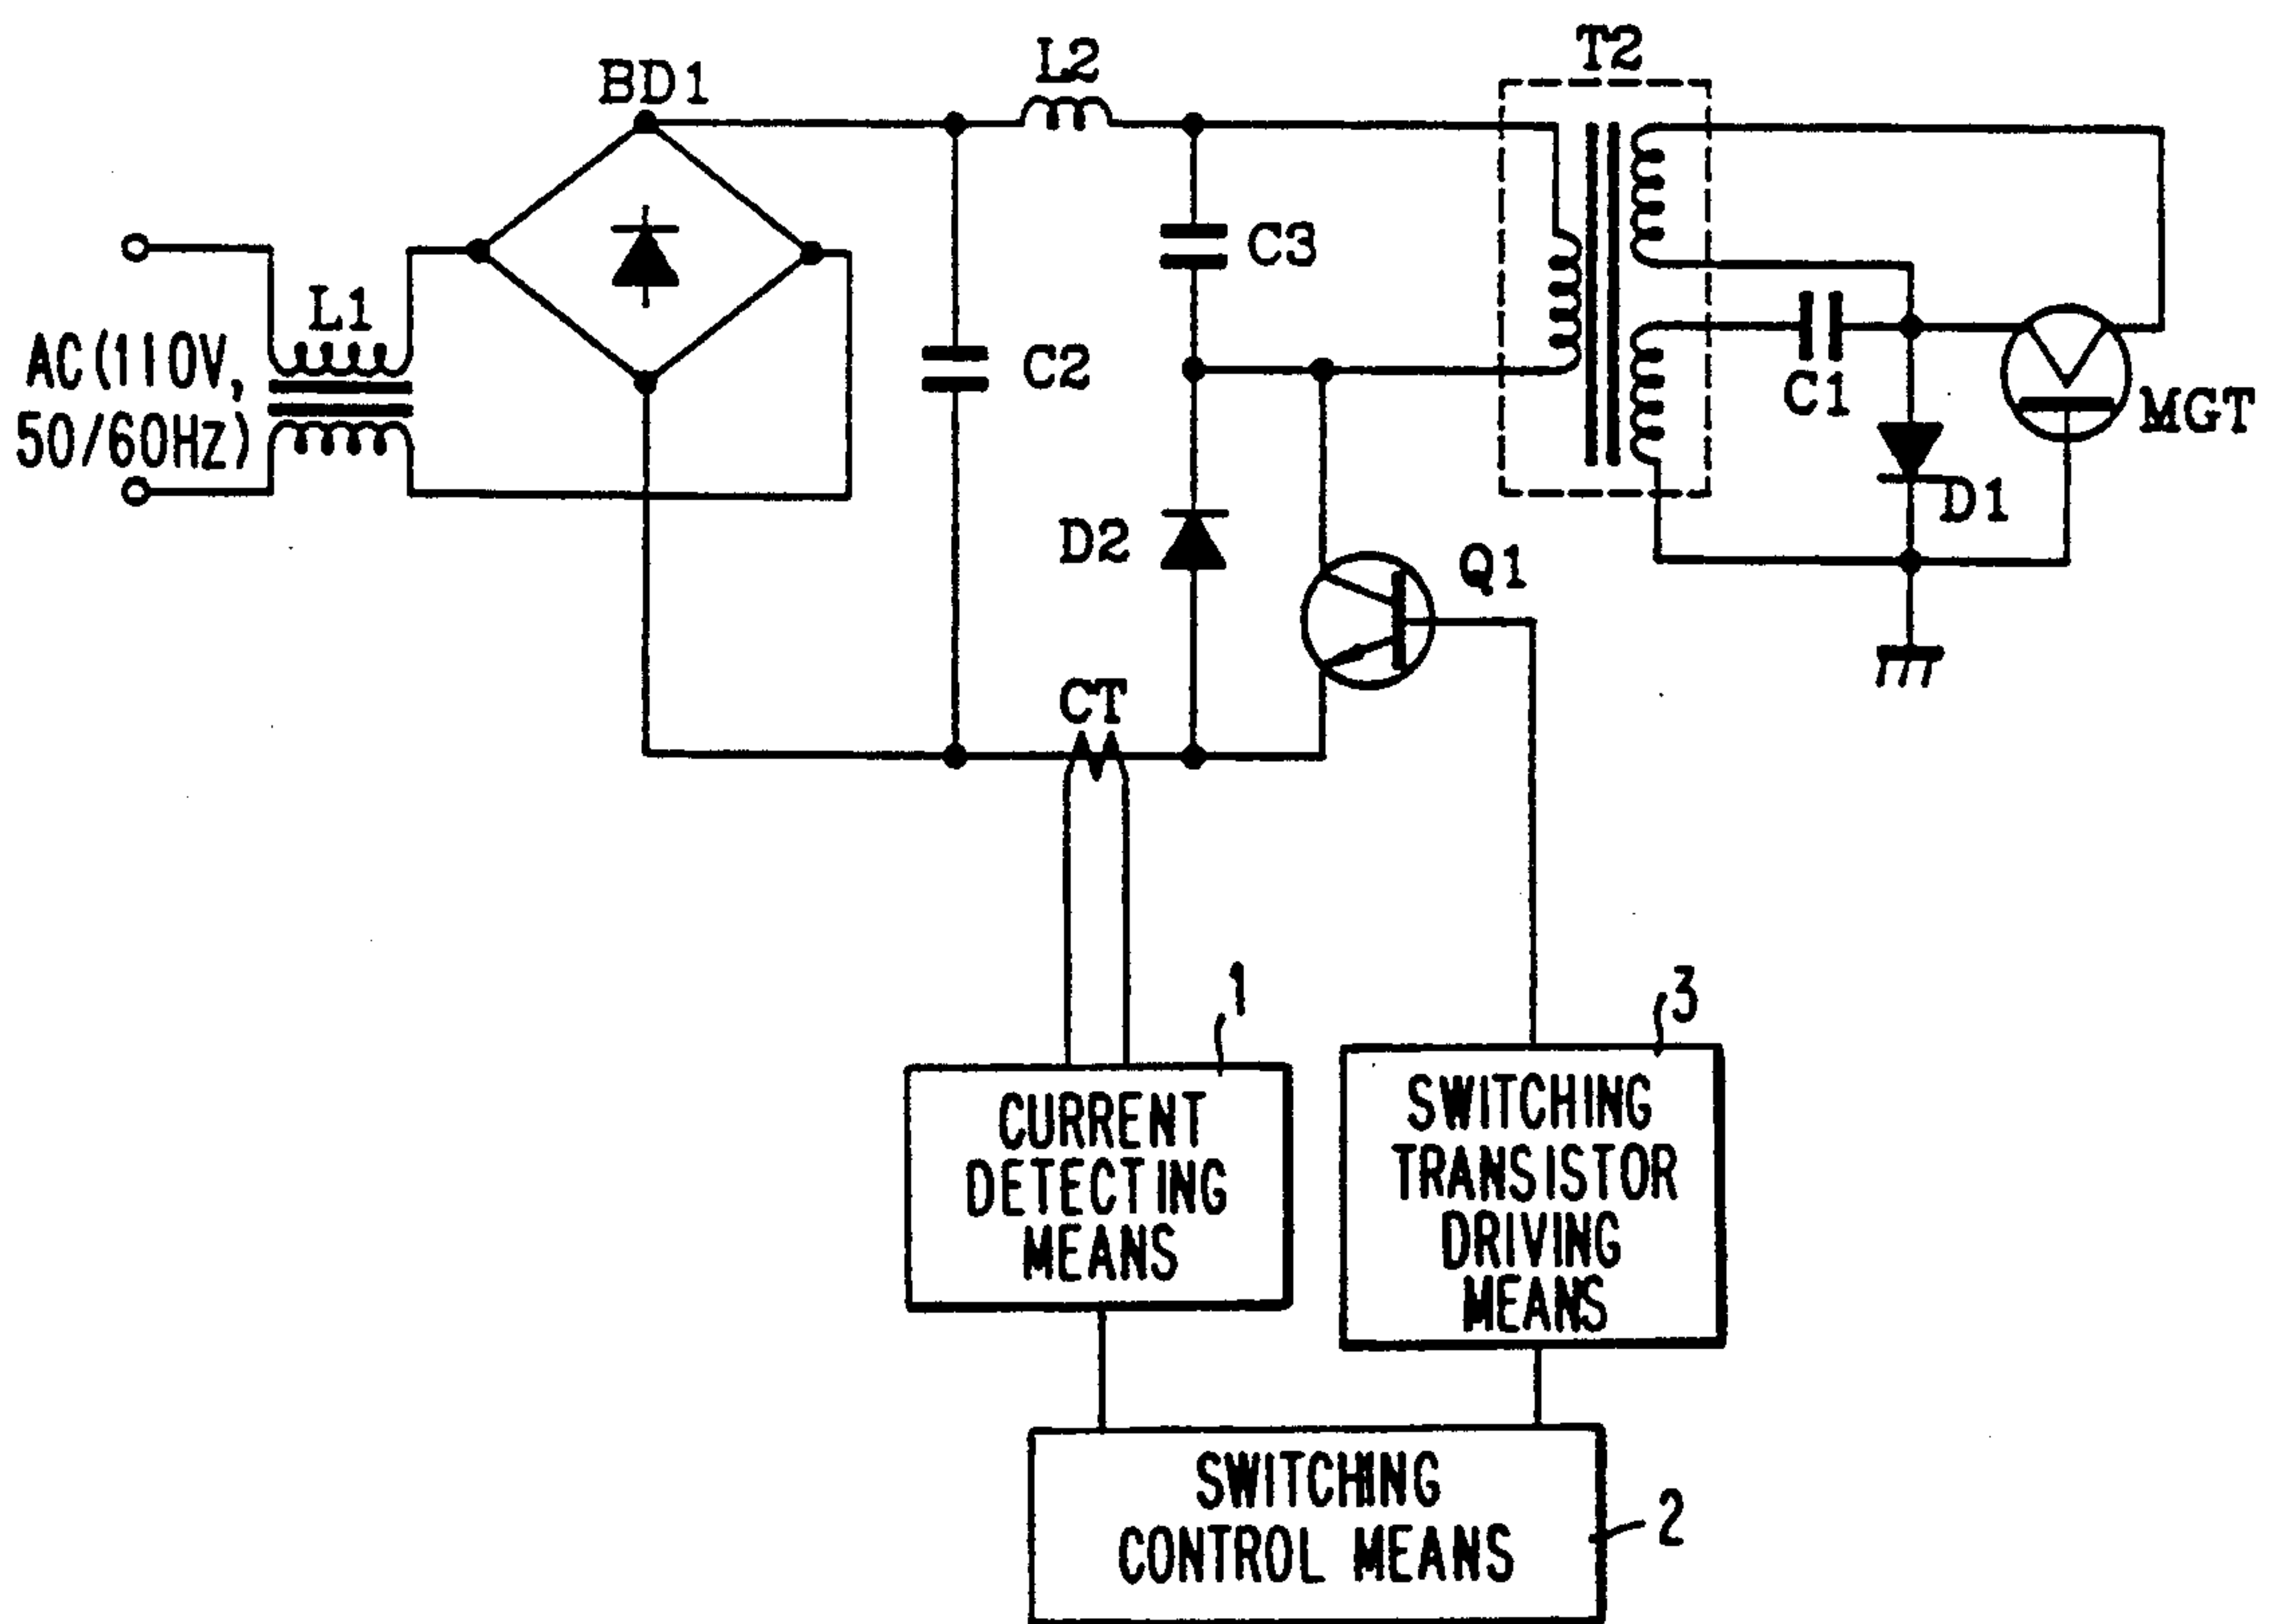 BD1
L2
T2
L1
AC(110V,
50/60Hz)
C2
C3
C1
MGT
D1
D2
Q1
CT
1
3
CURRENT
DETECTING
MEANS
SWITCHING
TRANSISTOR
DRIVING
MEANS
SWITCHING
CONTROL MEANS
2